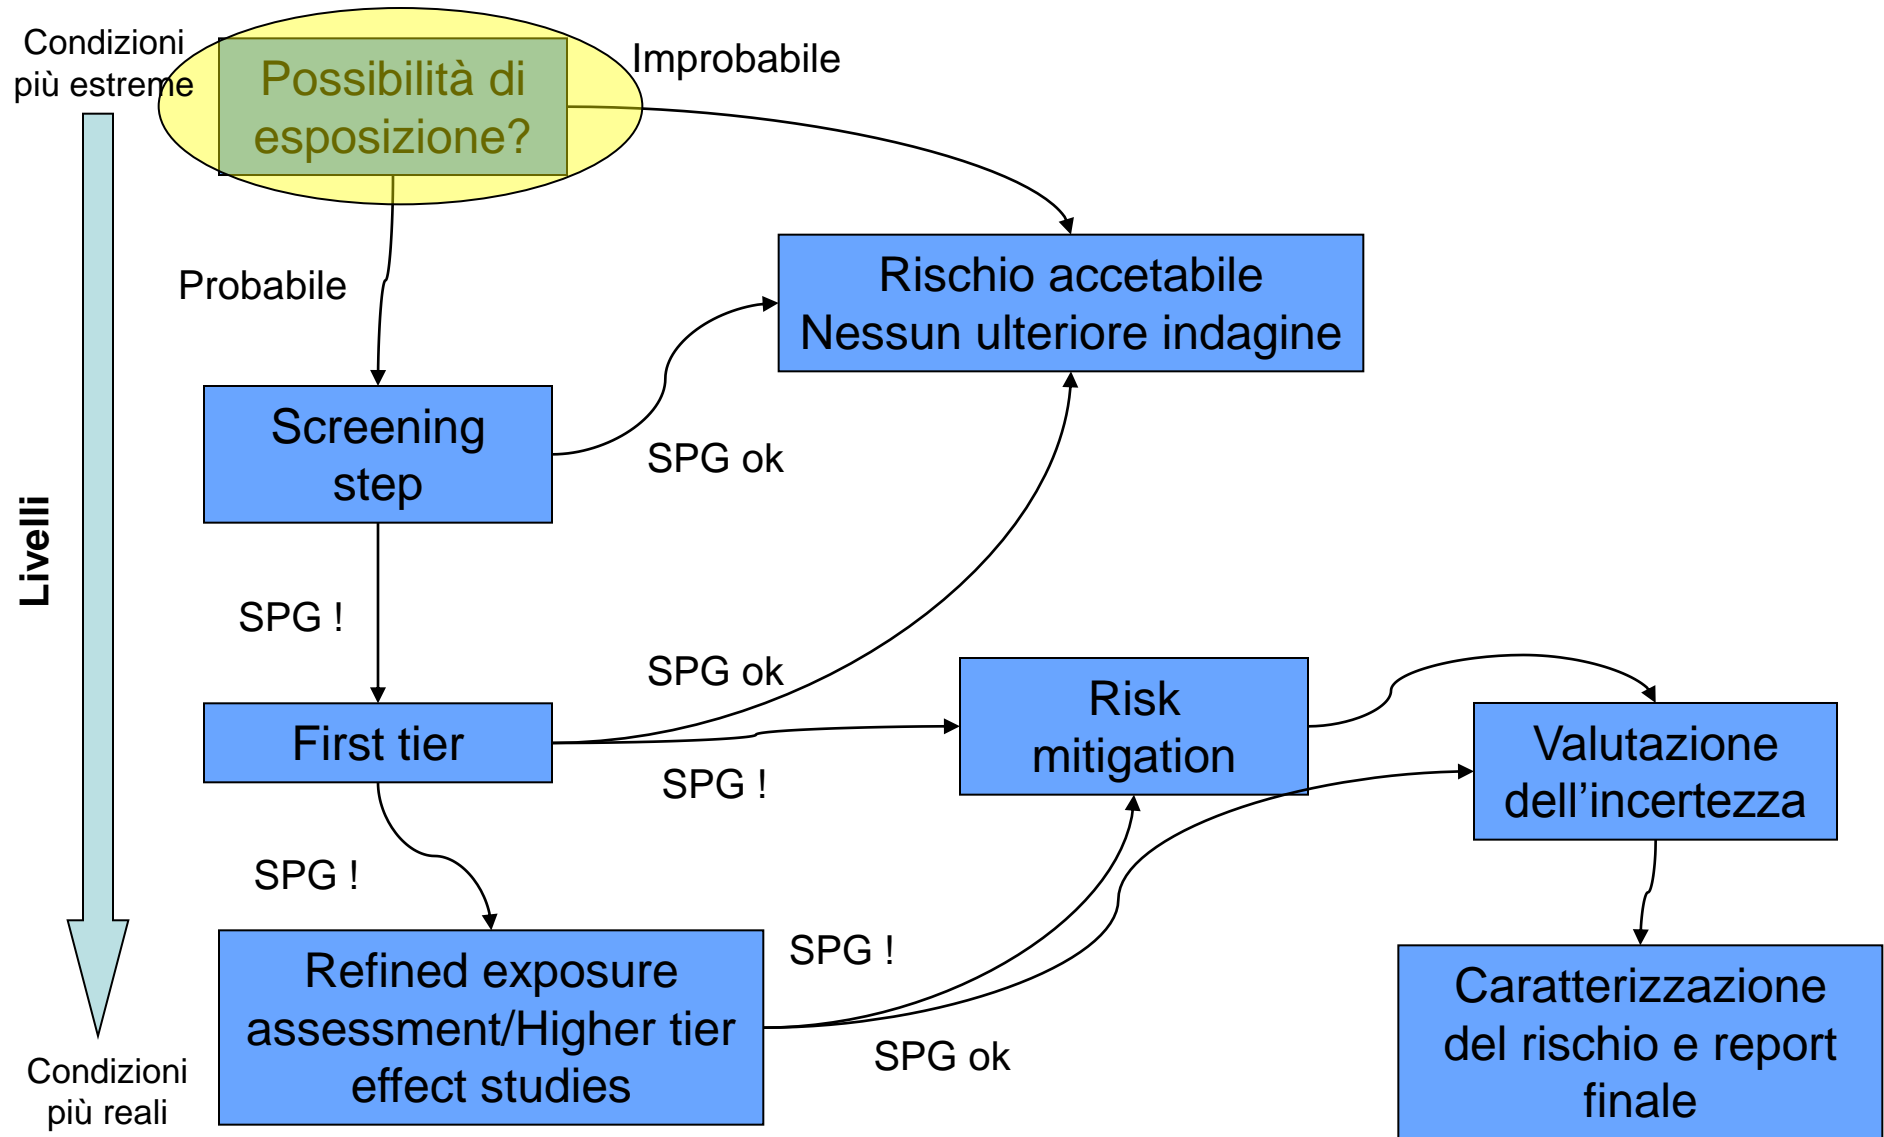 Condizioni
più estreme
Possibilità di
esposizione?
Improbabile
Probabile
Rischio accetabile
Nessun ulteriore indagine
Screening
step
SPG ok
Livelli
SPG !
SPG ok
First tier
Risk
mitigation
SPG !
Valutazione
dell’incertezza
SPG !
SPG !
Refined exposure
assessment/Higher tier
effect studies
SPG ok
Caratterizzazione
del rischio e report
finale
Condizioni
più reali